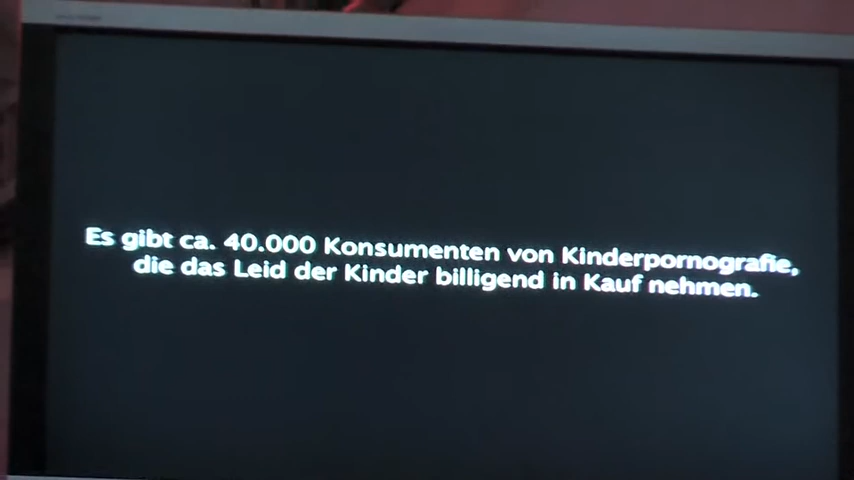 Es gibt ca. 40.000 Konsumenten von Kinderpornografie,
die das Leid der Kinder billigend in Kauf nehmen.